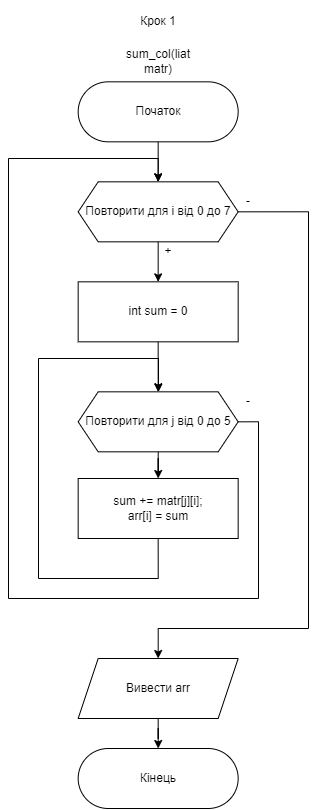 Крок 1
sum_col(liat
matr)
Початок
Повторити для i від 0 до 7
-
+
int sum = 0
Повторити для j від 0 до 5
-
sum += matr[j][i];
arr[i] = sum
Вивести arr
Кінець